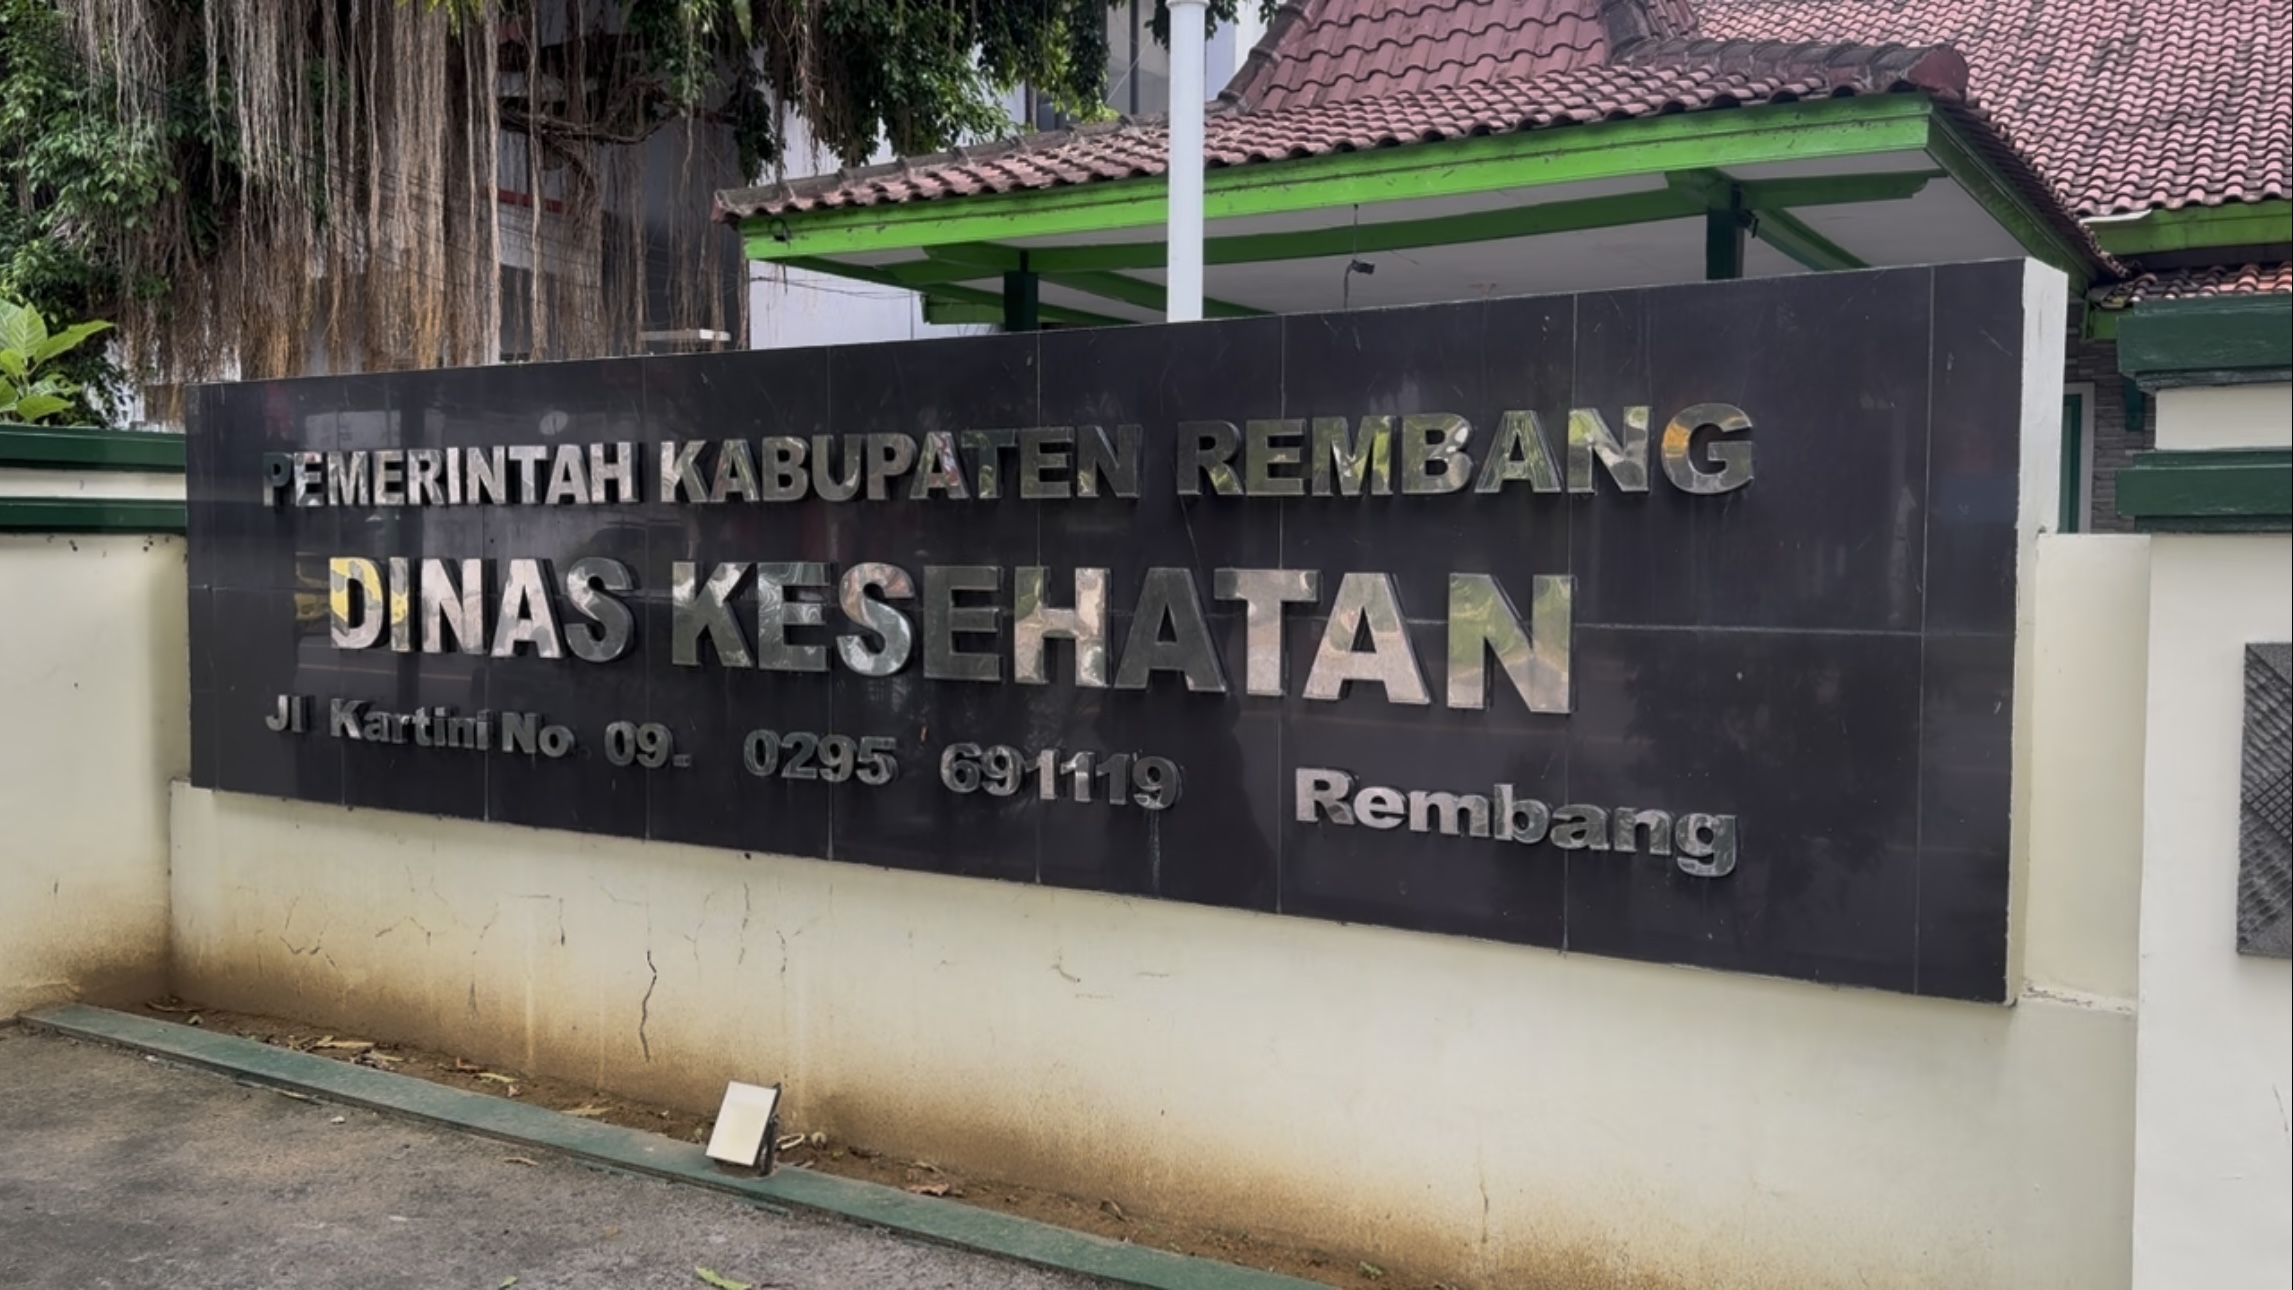 PEMERINTAH KABUPATEN REMBANG
DINAS KESEHATAN
Jl Kartini No 09- 0295 691119 Rembang